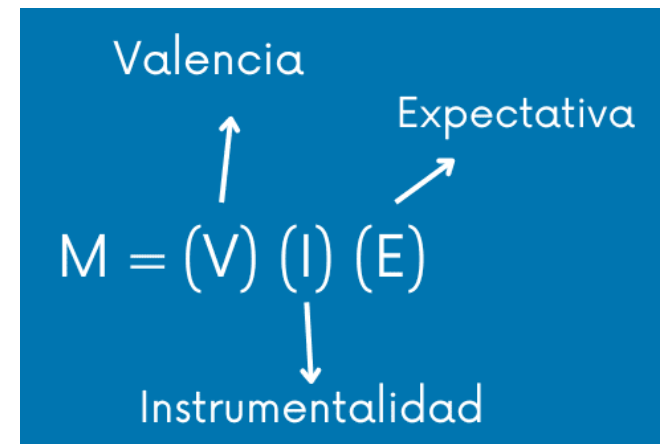 Valencia
Expectativa
M = (V) (I) (E)
Instrumentalidad